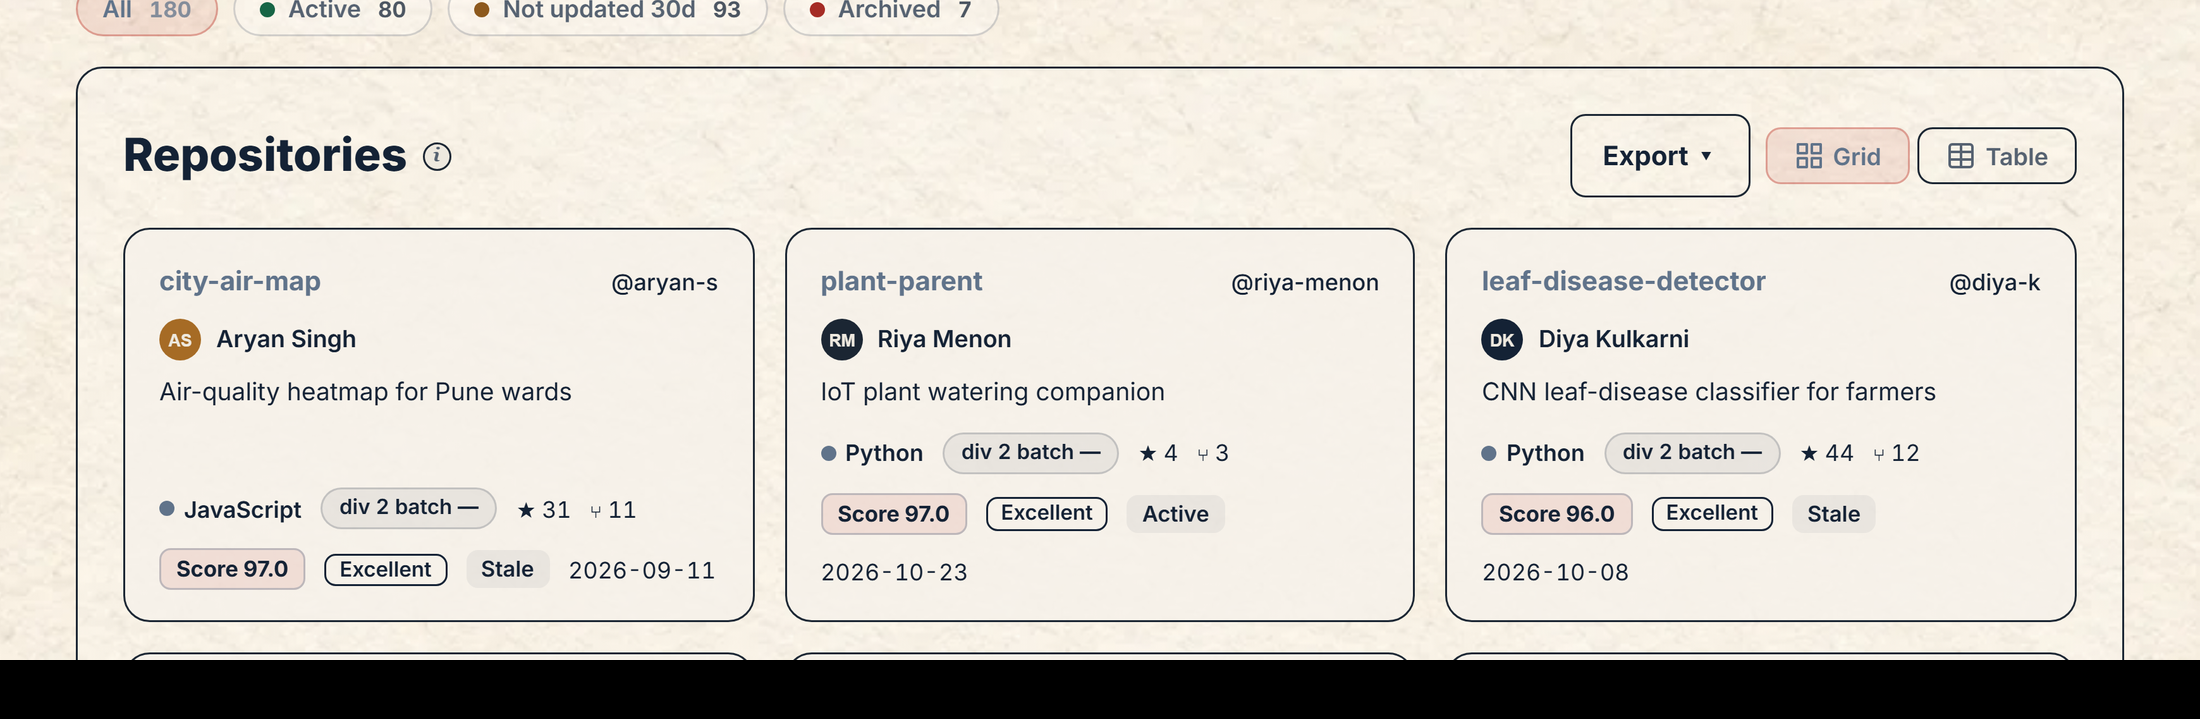 All 180 Active 80 Not updated 30d 93 Archived 7
Repositories i Export ▼ Grid Table
city-air-map @aryan-s
AS Aryan Singh
Air-quality heatmap for Pune wards
JavaScript div 2 batch — ★ 31 ⑂ 11
Score 97.0 Excellent Stale 2026-09-11
plant-parent @riya-menon
RM Riya Menon
IoT plant watering companion
Python div 2 batch — ★ 4 ⑂ 3
Score 97.0 Excellent Active
2026-10-23
leaf-disease-detector @diya-k
DK Diya Kulkarni
CNN leaf-disease classifier for farmers
Python div 2 batch — ★ 44 ⑂ 12
Score 96.0 Excellent Stale
2026-10-08